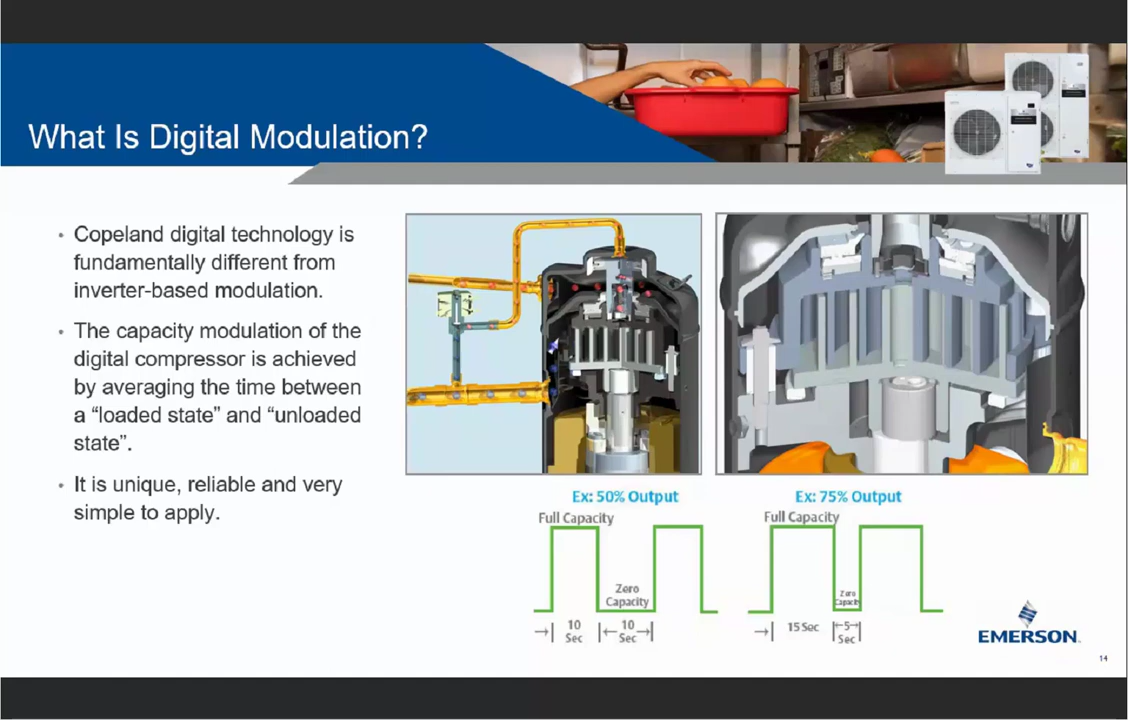 What Is Digital Modulation?
• Copeland digital technology is
fundamentally different from
inverter-based modulation.
• The capacity modulation of the
digital compressor is achieved
by averaging the time between
a “loaded state” and “unloaded
state”.
• It is unique, reliable and very
simple to apply.
Ex: 50% Output
Full Capacity
Zero
Capacity
10
Sec
10
Sec
Ex: 75% Output
Full Capacity
Zero
Capacity
15 Sec
5
Sec
EMERSON
14